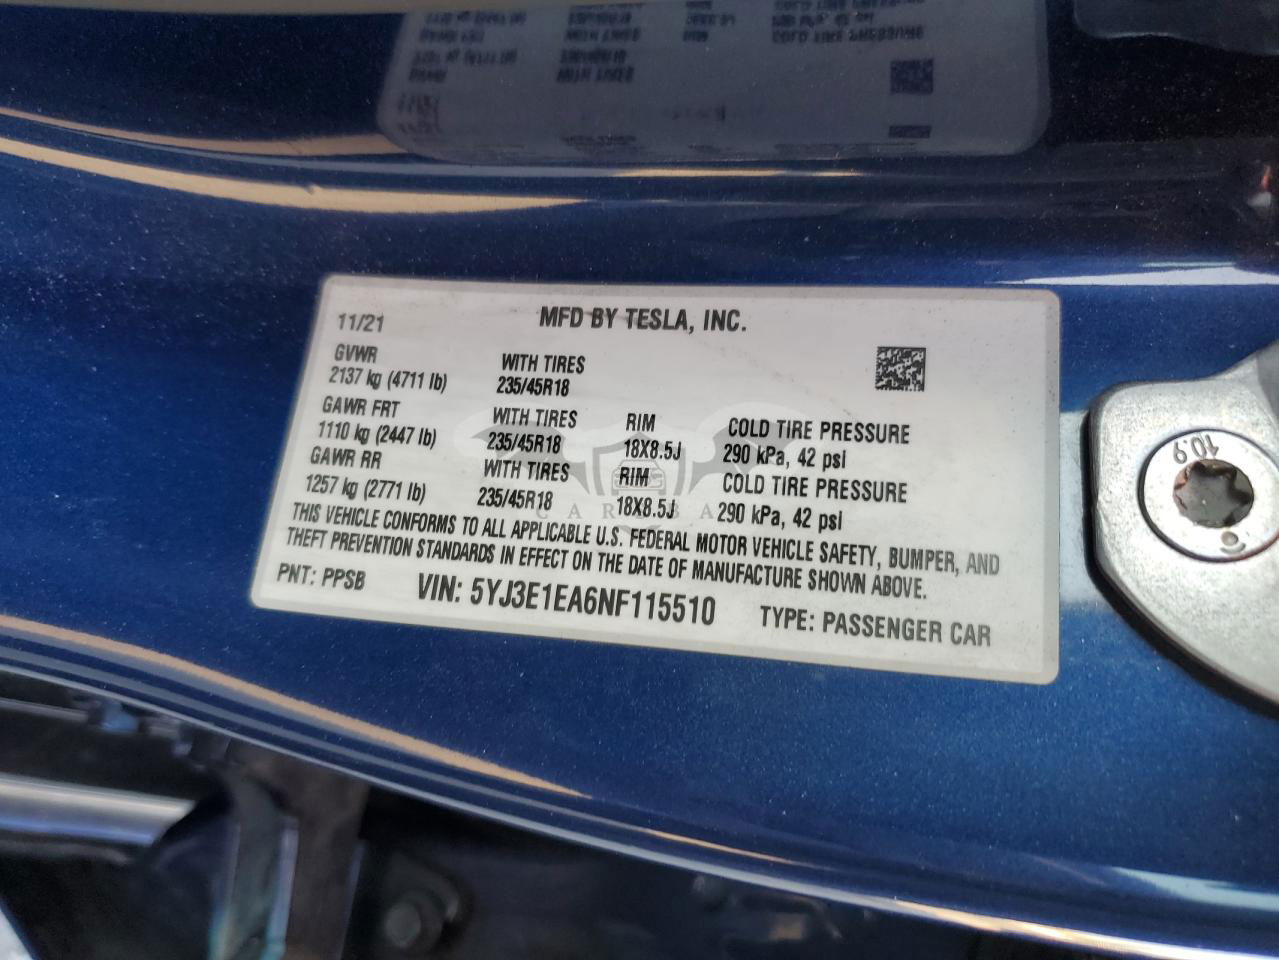 11/21 MFD BY TESLA, INC.
GVWR WITH TIRES
2137 kg (4711 lb) 235/45R18
GAWR FRT WITH TIRES RIM COLD TIRE PRESSURE
1110 kg (2447 lb) 235/45R18 18X8.5J 290 kPa, 42 psi
GAWR RR WITH TIRES RIM COLD TIRE PRESSURE
1257 kg (2771 lb) 235/45R18 18X8.5J 290 kPa, 42 psi
THIS VEHICLE CONFORMS TO ALL APPLICABLE U.S. FEDERAL MOTOR VEHICLE SAFETY, BUMPER, AND
THEFT PREVENTION STANDARDS IN EFFECT ON THE DATE OF MANUFACTURE SHOWN ABOVE.
PNT: PPSB VIN: 5YJ3E1EA6NF115510 TYPE: PASSENGER CAR
10.9